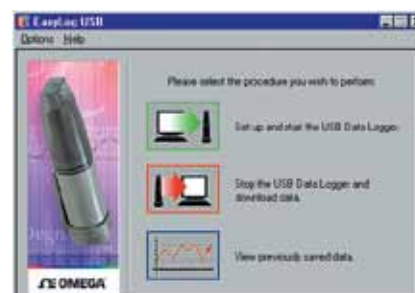 EasyLog USB
Options Help
Please select the procedure you wish to perform:
Set up and start the USB Data Logger.
Stop the USB Data Logger and
download data.
View previously saved data.
Ω OMEGA